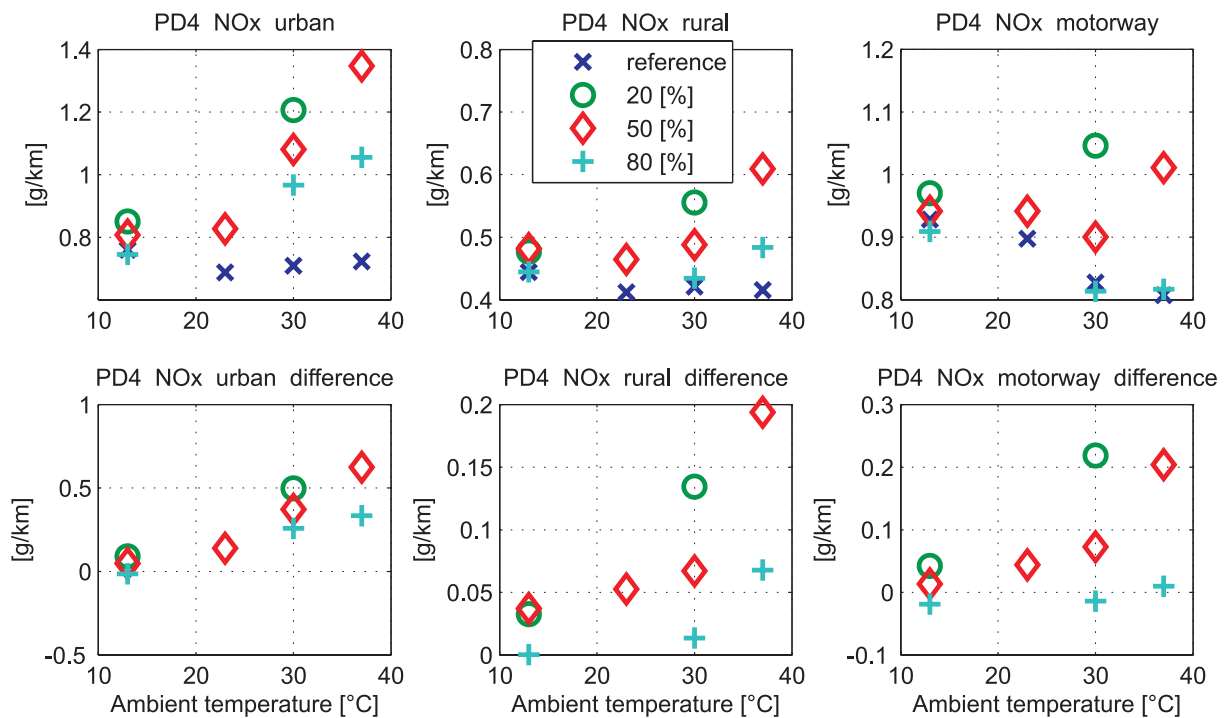 PD4 NOx urban
PD4 NOx rural
PD4 NOx motorway
[g/km]
1.4
1.2
1
0.8
10 20 30 40
[g/km]
0.8
0.7
0.6
0.5
0.4
10 20 30 40
reference
20 [%]
50 [%]
80 [%]
[g/km]
1.2
1.1
1
0.9
0.8
10 20 30 40
PD4 NOx urban difference
PD4 NOx rural difference
PD4 NOx motorway difference
[g/km]
1
0.5
0
-0.5
10 20 30 40
Ambient temperature [°C]
[g/km]
0.2
0.15
0.1
0.05
0
10 20 30 40
Ambient temperature [°C]
[g/km]
0.3
0.2
0.1
0
-0.1
10 20 30 40
Ambient temperature [°C]